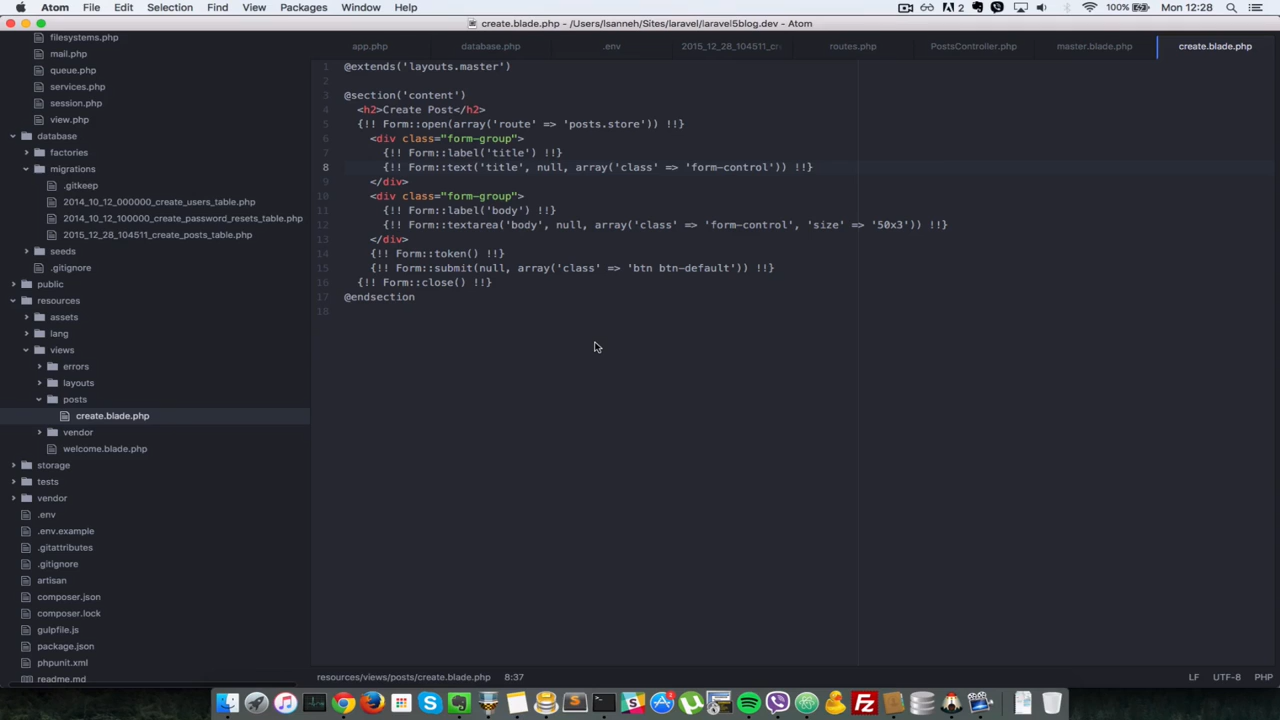 Atom File Edit View Selection Find Packages Window Help
2 100% Mon 12:28
create.blade.php - /Users/lsanneh/Sites/laravel/laravel5blog.dev - Atom
app.php database.php .env 2015_12_28_104511_cr routes.php PostsController.php master.blade.php create.blade.php
filesystems.php
mail.php
queue.php
services.php
session.php
view.php
database
factories
migrations
.gitkeep
2014_10_12_000000_create_users_table.php
2014_10_12_100000_create_password_resets_table.php
2015_12_28_104511_create_posts_table.php
seeds
.gitignore
public
resources
assets
lang
views
errors
layouts
posts
create.blade.php
vendor
welcome.blade.php
storage
tests
vendor
.env
.env.example
.gitattributes
.gitignore
artisan
composer.json
composer.lock
gulpfile.js
package.json
phpunit.xml
readme.md
1 @extends('layouts.master')
2
3 @section('content')
4 <h2>Create Post</h2>
5 {!! Form::open(array('route' => 'posts.store')) !!}
6 <div class="form-group">
7 {!! Form::label('title') !!}
8 {!! Form::text('title', null, array('class' => 'form-control')) !!}
9 </div>
10 <div class="form-group">
11 {!! Form::label('body') !!}
12 {!! Form::textarea('body', null, array('class' => 'form-control', 'size' => '50x3')) !!}
13 </div>
14 {!! Form::token() !!}
15 {!! Form::submit(null, array('class' => 'btn btn-default')) !!}
16 {!! Form::close() !!}
17 @endsection
18
resources/views/posts/create.blade.php 8:37 LF UTF-8 PHP